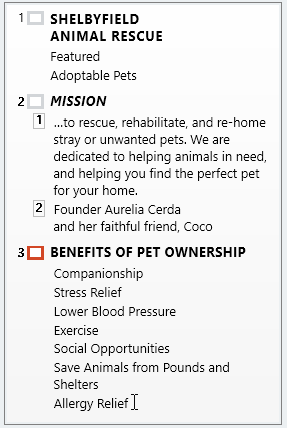 1 SHELBYFIELD
ANIMAL RESCUE
Featured
Adoptable Pets
2 MISSION
1 ...to rescue, rehabilitate, and re-home
stray or unwanted pets. We are
dedicated to helping animals in need,
and helping you find the perfect pet
for your home.
2 Founder Aurelia Cerda
and her faithful friend, Coco
3 BENEFITS OF PET OWNERSHIP
Companionship
Stress Relief
Lower Blood Pressure
Exercise
Social Opportunities
Save Animals from Pounds and
Shelters
Allergy Relief